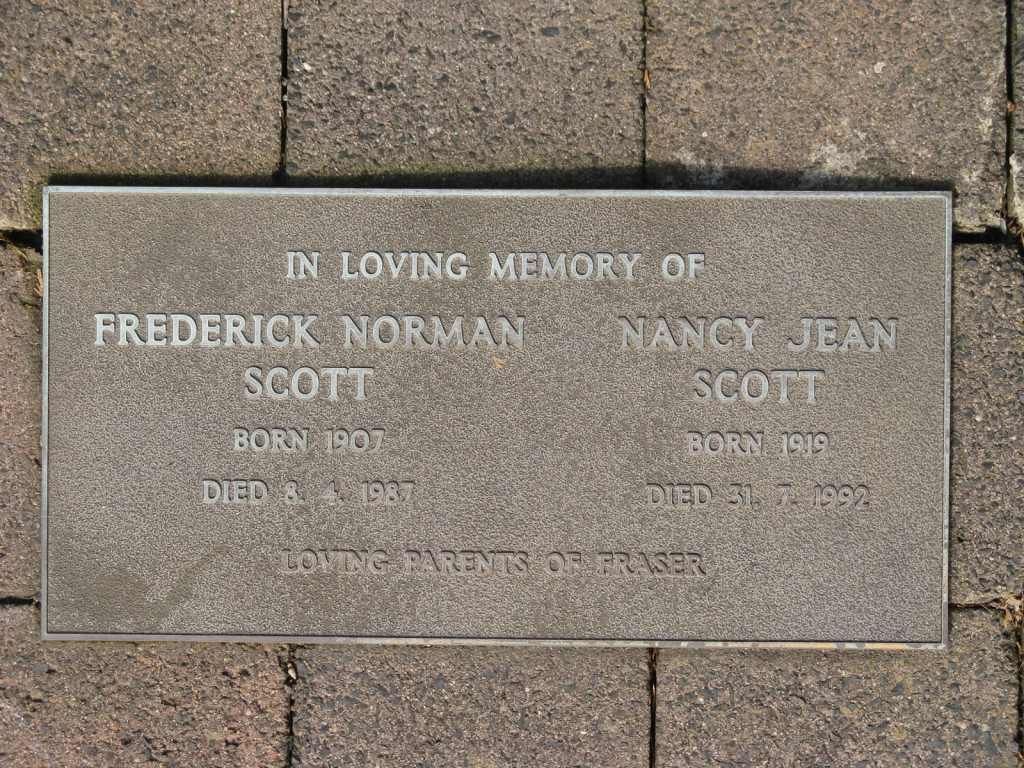 IN LOVING MEMORY OF
FREDERICK NORMAN SCOTT
BORN 1907
DIED 8. 4. 1987
NANCY JEAN SCOTT
BORN 1919
DIED 31. 7. 1992
LOVING PARENTS OF FRASER